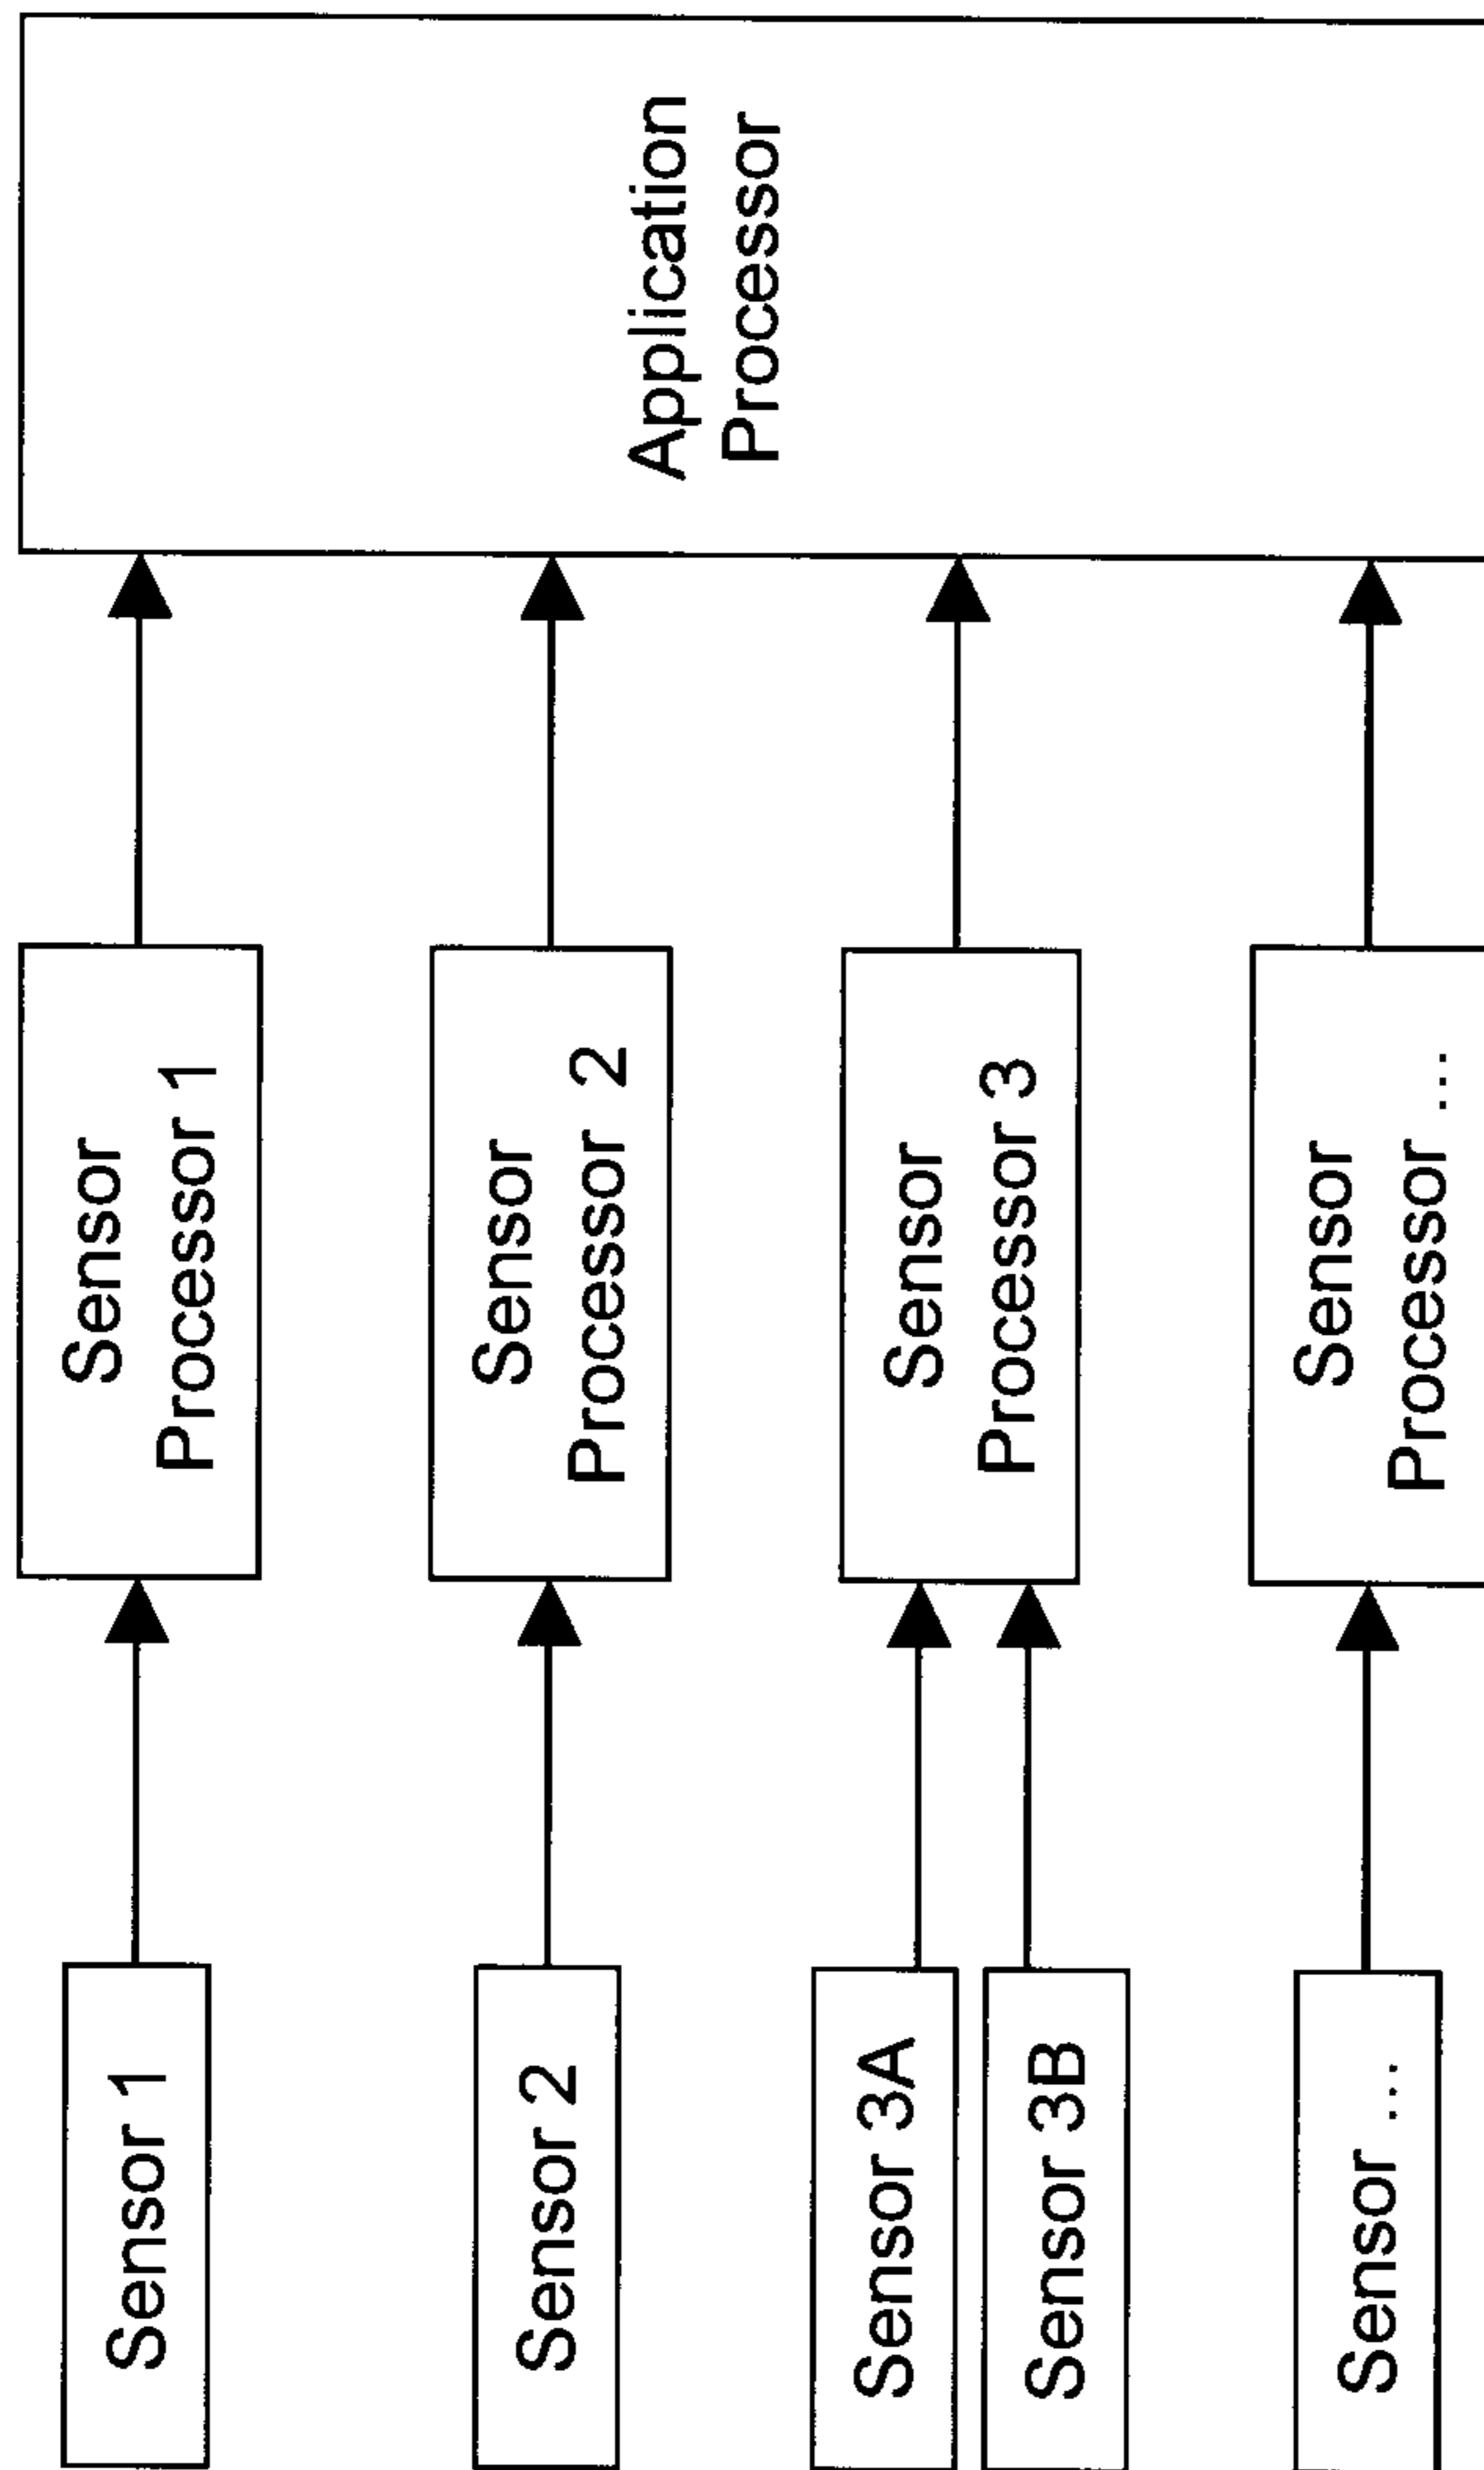 Sensor 1
Sensor
Processor 1
Application
Processor
Sensor 2
Sensor
Processor 2
Sensor 3A
Sensor 3B
Sensor
Processor 3
Sensor ...
Sensor
Processor ...